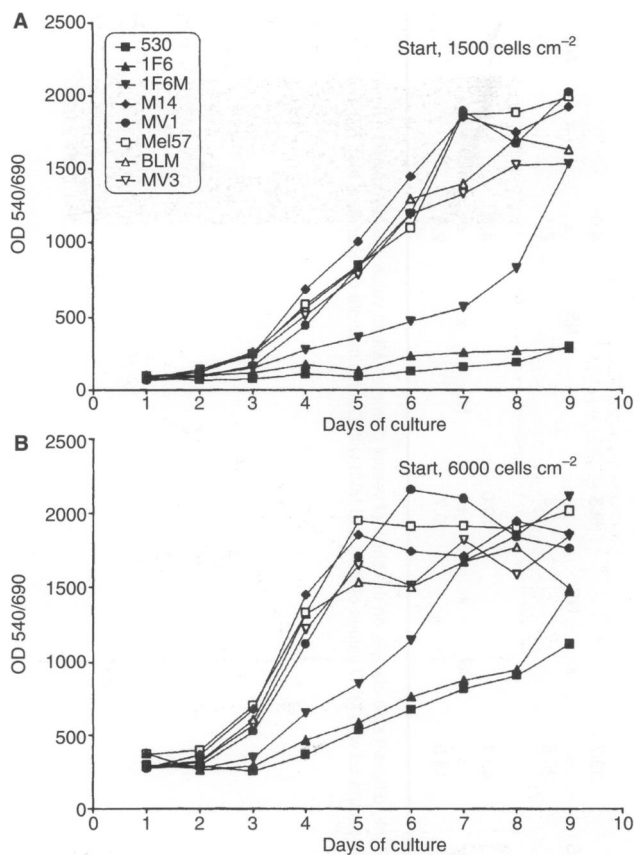 A
2500
2000
1500
1000
500
0
OD 540/690
530
1F6
1F6M
M14
MV1
Mel57
BLM
MV3
Start, 1500 cells cm⁻²
0 1 2 3 4 5 6 7 8 9 10
Days of culture
B
2500
2000
1500
1000
500
0
OD 540/690
Start, 6000 cells cm⁻²
0 1 2 3 4 5 6 7 8 9 10
Days of culture